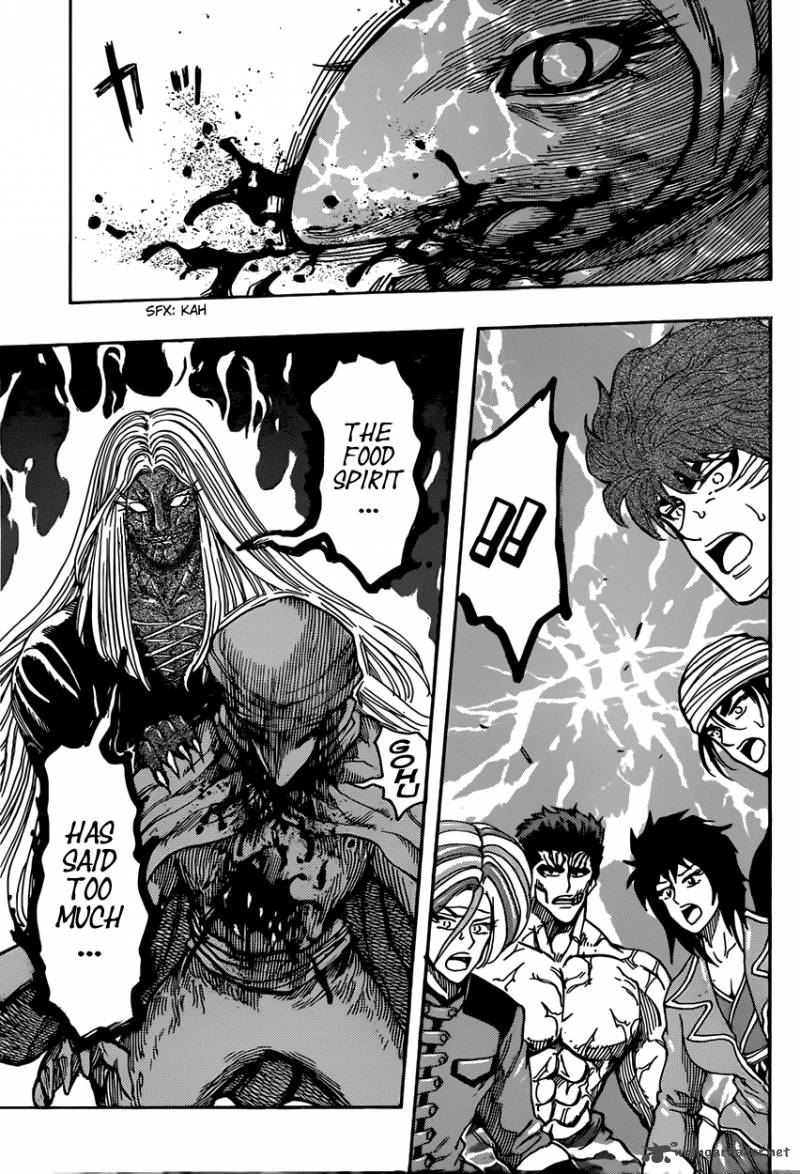 カッ
SFX: KAH
!!
THE
FOOD
SPIRIT
...
GOHU
HAS
SAID
TOO
MUCH
...